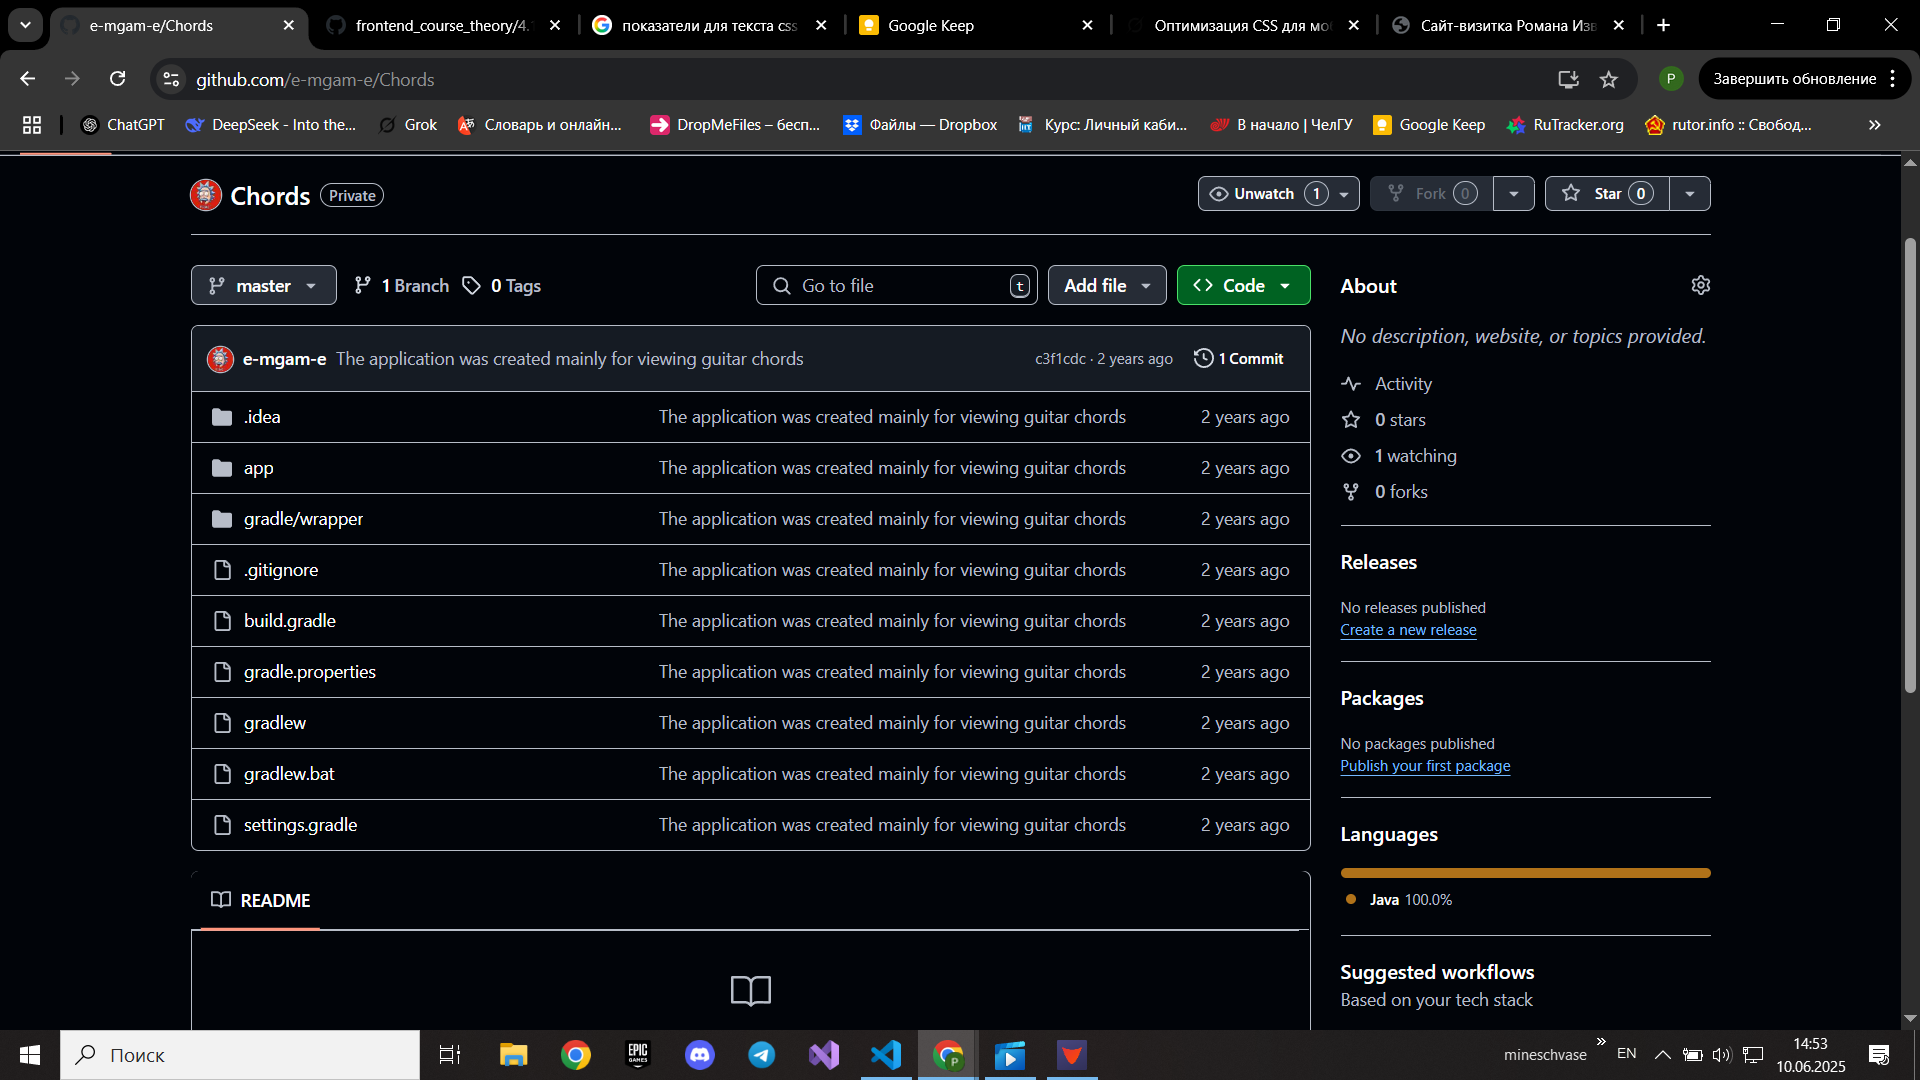 e-mgam-e/Chords
frontend_course_theory/4.
показатели для текста css
Google Keep
Оптимизация CSS для мо
Сайт-визитка Романа Изв
github.com/e-mgam-e/Chords
P
Завершить обновление
ChatGPT
DeepSeek - Into the...
Grok
Словарь и онлайн...
DropMeFiles – бесп...
Файлы — Dropbox
Курс: Личный каби...
В начало | ЧелГУ
Google Keep
RuTracker.org
rutor.info :: Свобод...
Chords Private
Unwatch 1
Fork 0
Star 0
master
1 Branch
0 Tags
Go to file t
Add file
Code
e-mgam-e The application was created mainly for viewing guitar chords c3f1cdc · 2 years ago 1 Commit
.idea The application was created mainly for viewing guitar chords 2 years ago
app The application was created mainly for viewing guitar chords 2 years ago
gradle/wrapper The application was created mainly for viewing guitar chords 2 years ago
.gitignore The application was created mainly for viewing guitar chords 2 years ago
build.gradle The application was created mainly for viewing guitar chords 2 years ago
gradle.properties The application was created mainly for viewing guitar chords 2 years ago
gradlew The application was created mainly for viewing guitar chords 2 years ago
gradlew.bat The application was created mainly for viewing guitar chords 2 years ago
settings.gradle The application was created mainly for viewing guitar chords 2 years ago
README
About
No description, website, or topics provided.
Activity
0 stars
1 watching
0 forks
Releases
No releases published
Create a new release
Packages
No packages published
Publish your first package
Languages
Java 100.0%
Suggested workflows
Based on your tech stack
Поиск
EPIC GAMES
mineschvase
EN
14:53
10.06.2025